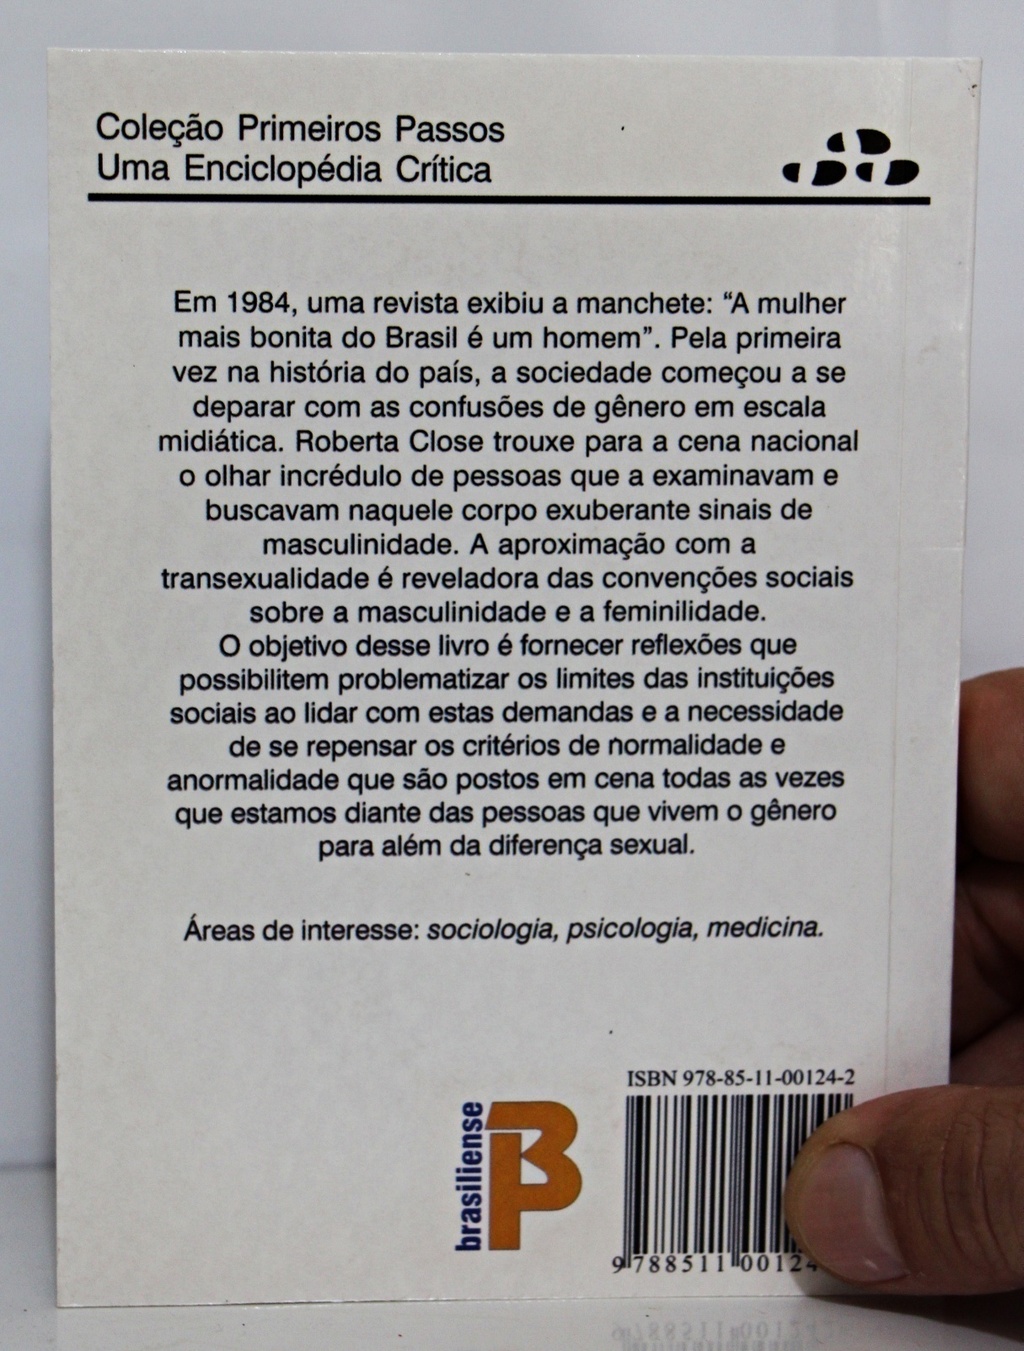 Coleção Primeiros Passos
Uma Enciclopédia Crítica
Em 1984, uma revista exibiu a manchete: “A mulher
mais bonita do Brasil é um homem”. Pela primeira
vez na história do país, a sociedade começou a se
deparar com as confusões de gênero em escala
midiática. Roberta Close trouxe para a cena nacional
o olhar incrédulo de pessoas que a examinavam e
buscavam naquele corpo exuberante sinais de
masculinidade. A aproximação com a
transexualidade é reveladora das convenções sociais
sobre a masculinidade e a feminilidade.
O objetivo desse livro é fornecer reflexões que
possibilitem problematizar os limites das instituições
sociais ao lidar com estas demandas e a necessidade
de se repensar os critérios de normalidade e
anormalidade que são postos em cena todas as vezes
que estamos diante das pessoas que vivem o gênero
para além da diferença sexual.
Áreas de interesse: sociologia, psicologia, medicina.
brasiliense
ISBN 978-85-11-00124-2
9 788511 00124